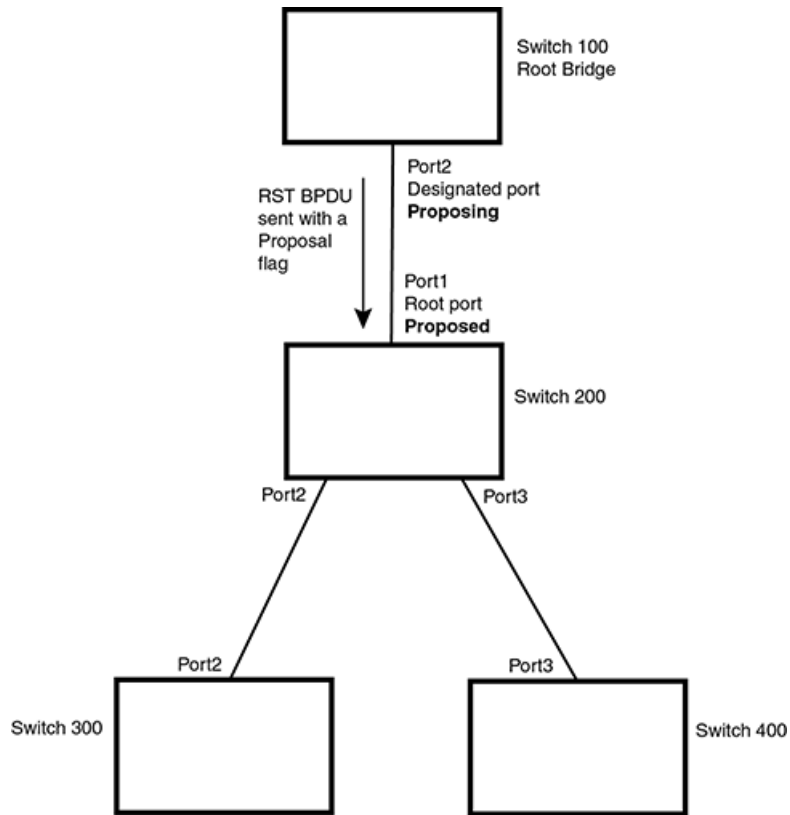 Switch 100
Root Bridge
Port2
Designated port
Proposing
RST BPDU
sent with a
Proposal
flag
Port1
Root port
Proposed
Switch 200
Port2
Port3
Port2
Port3
Switch 300
Switch 400